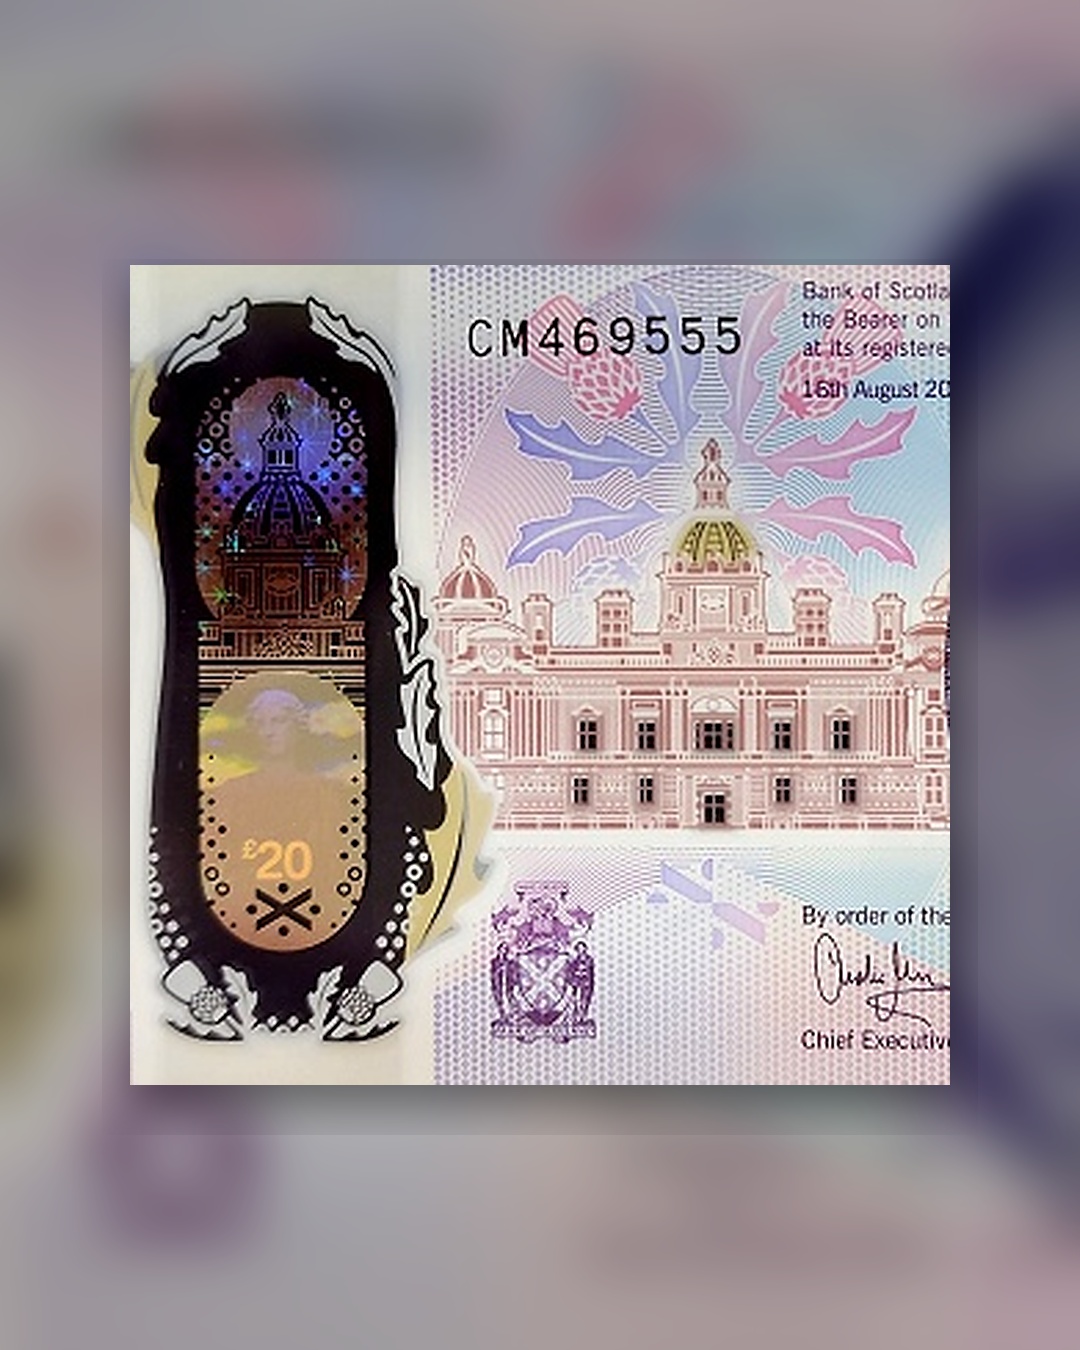 CM469555
Bank of Scotla
the Bearer on
at its registere
16th August 20
£20
By order of the
Chief Executive